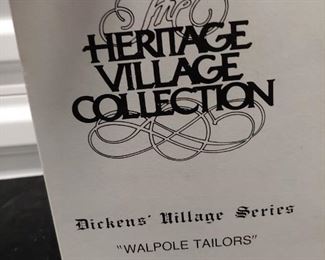 The
HERITAGE
VILLAGE
COLLECTION
Dickens' Village Series
"WALPOLE TAILORS"